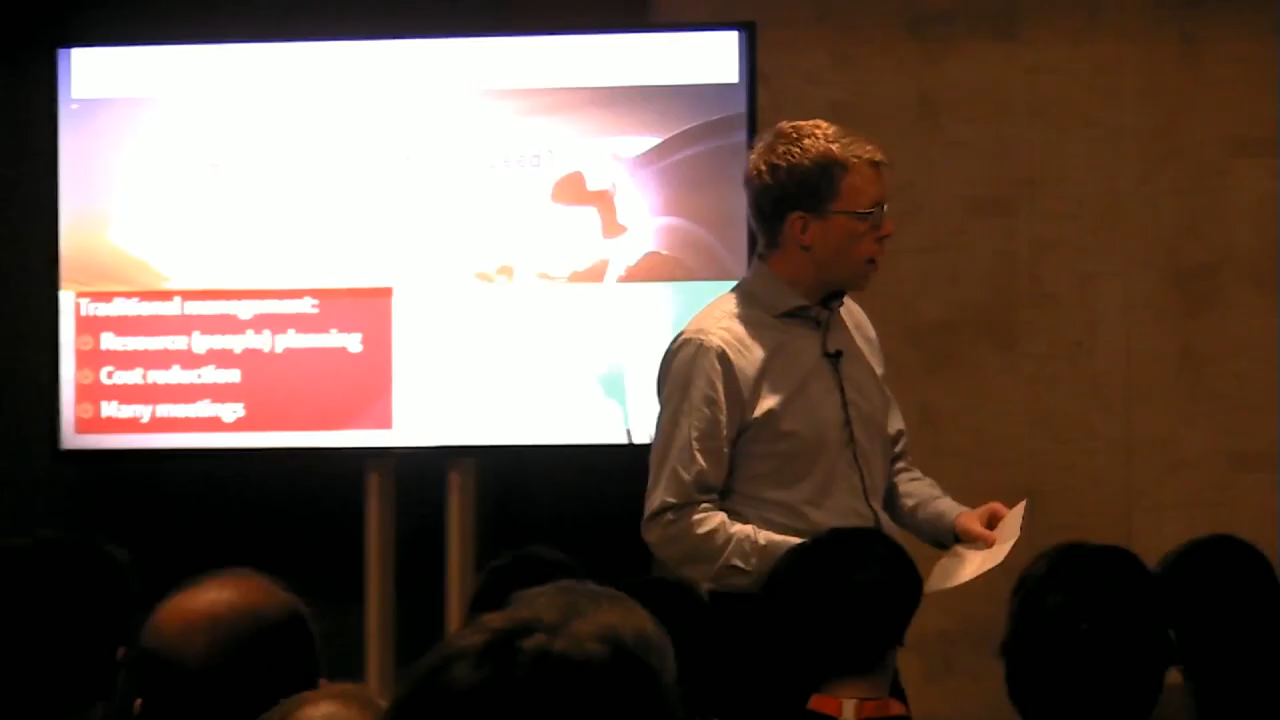 Traditional management:
Resource (people) planning
Cost reduction
Many meetings